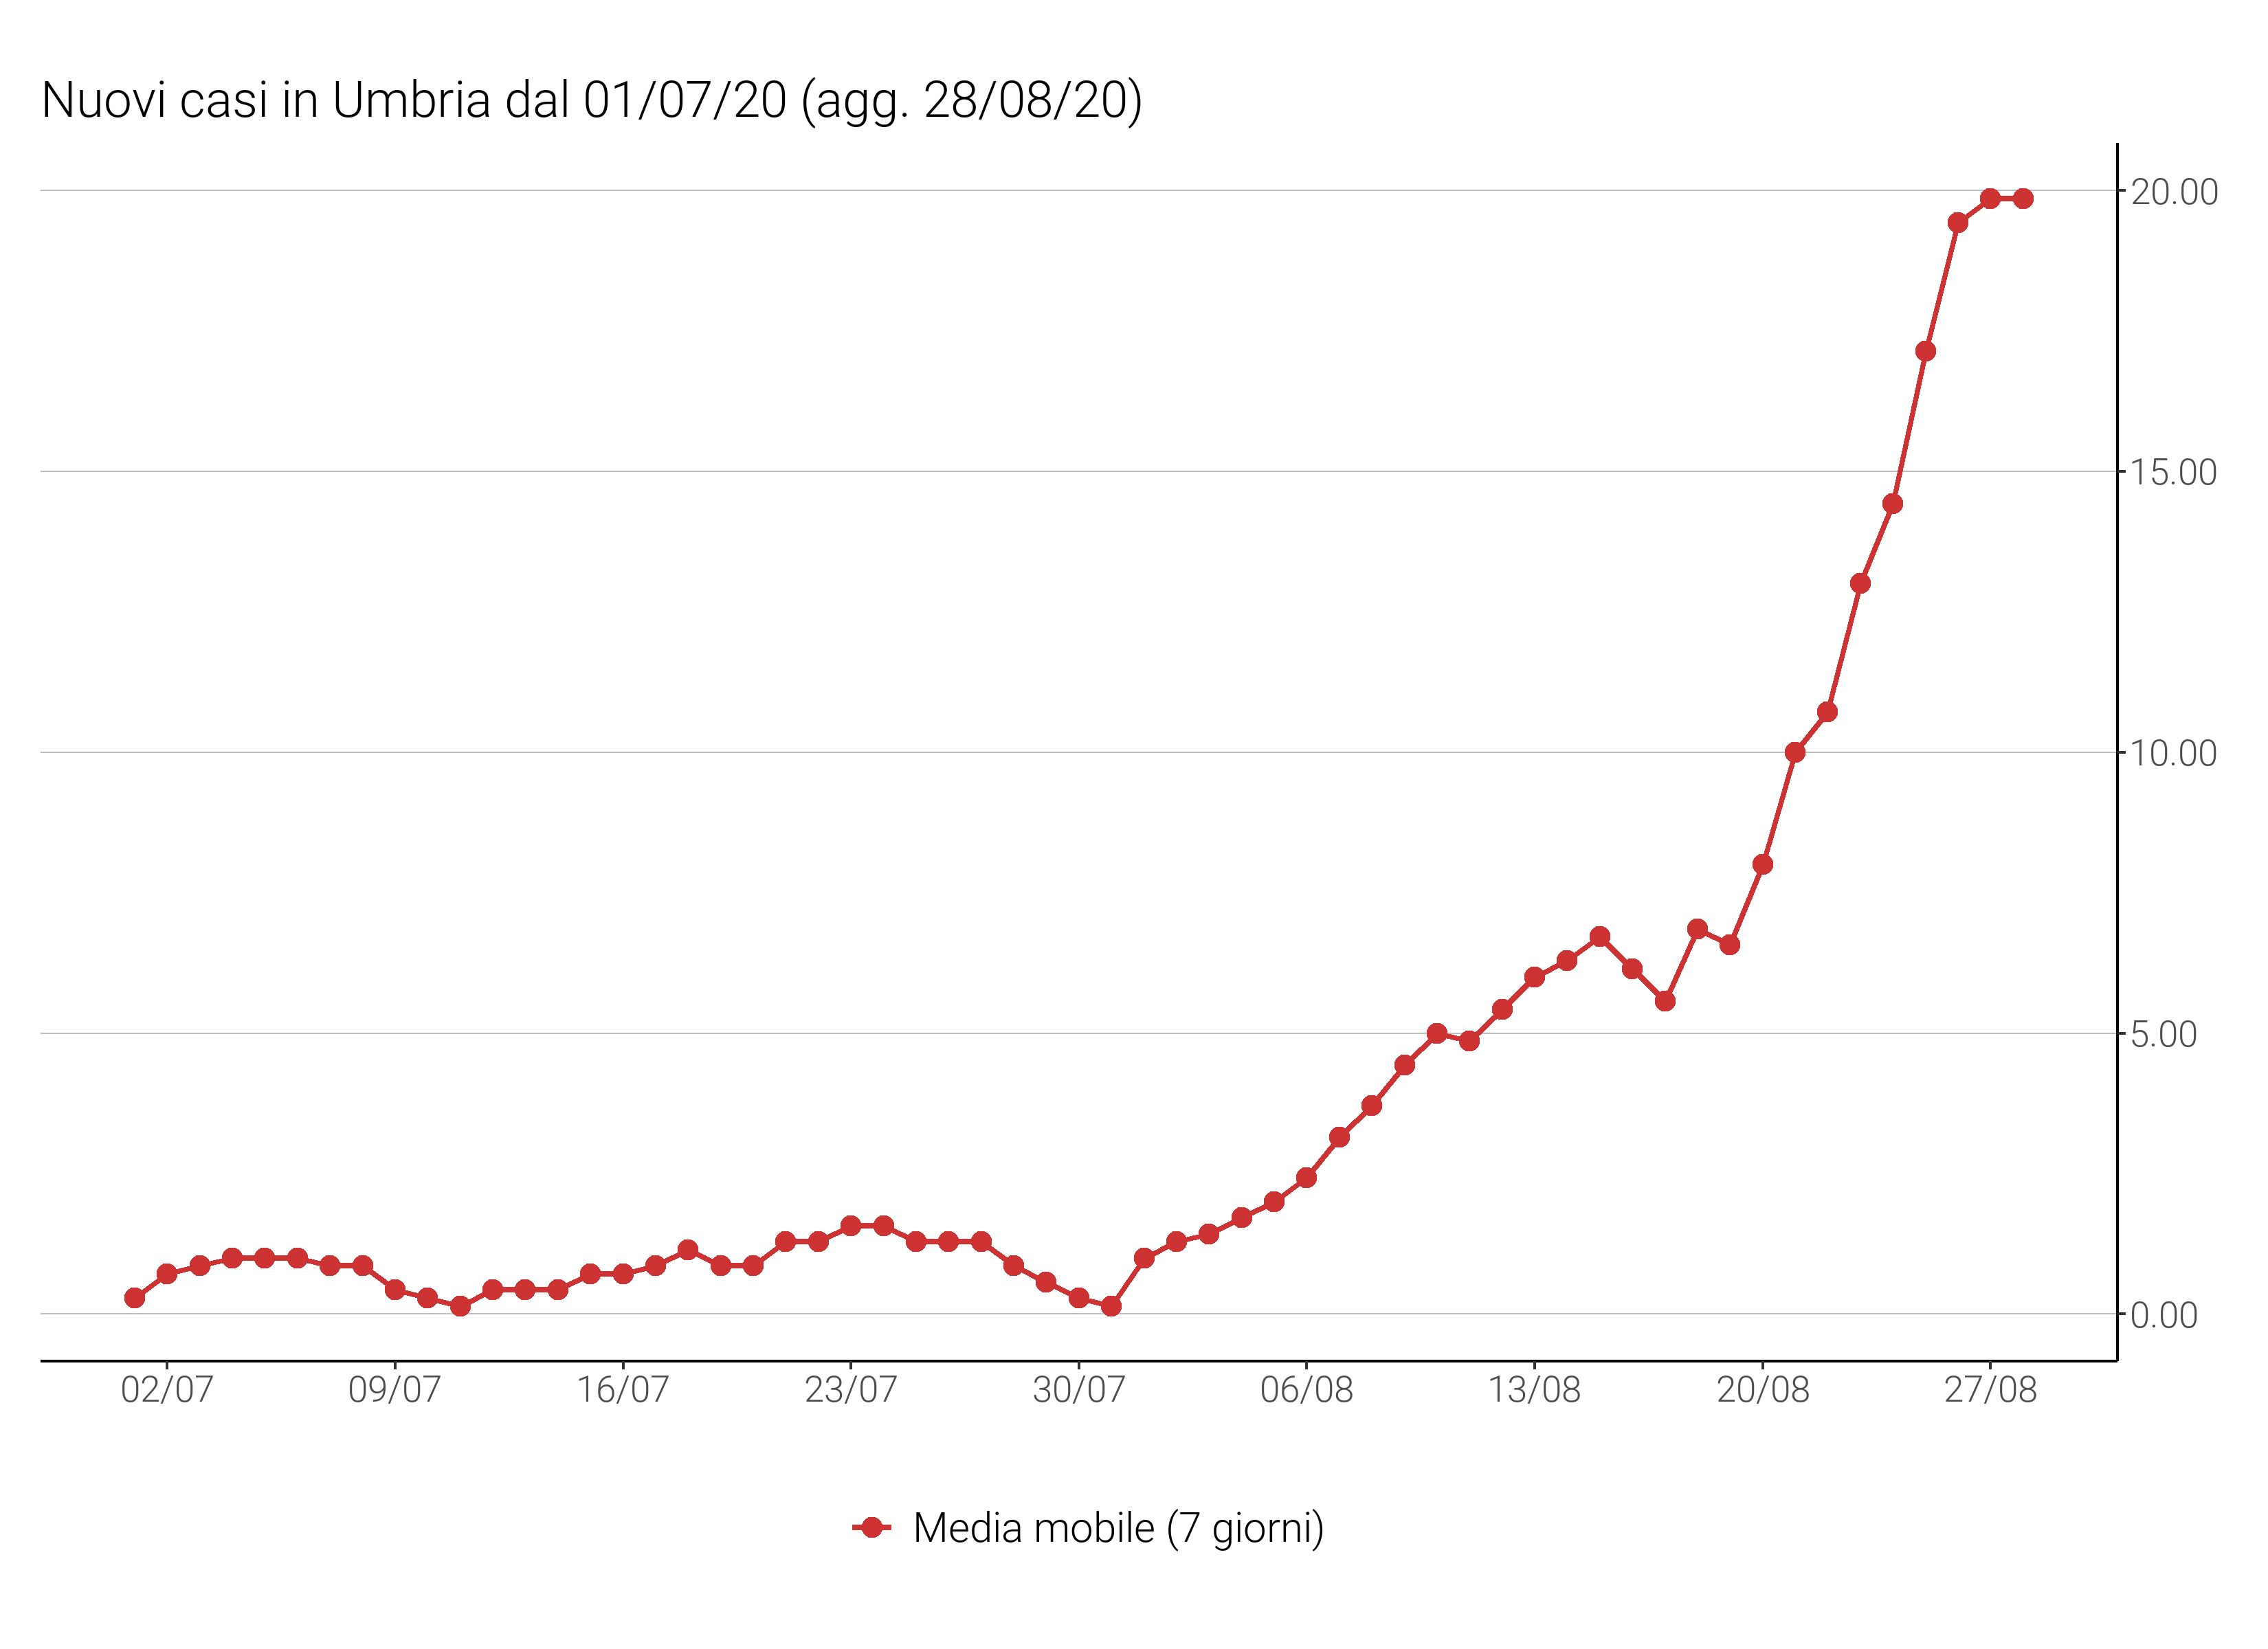 Nuovi casi in Umbria dal 01/07/20 (agg. 28/08/20)
20.00
15.00
10.00
5.00
0.00
02/07 09/07 16/07 23/07 30/07 06/08 13/08 20/08 27/08
Media mobile (7 giorni)